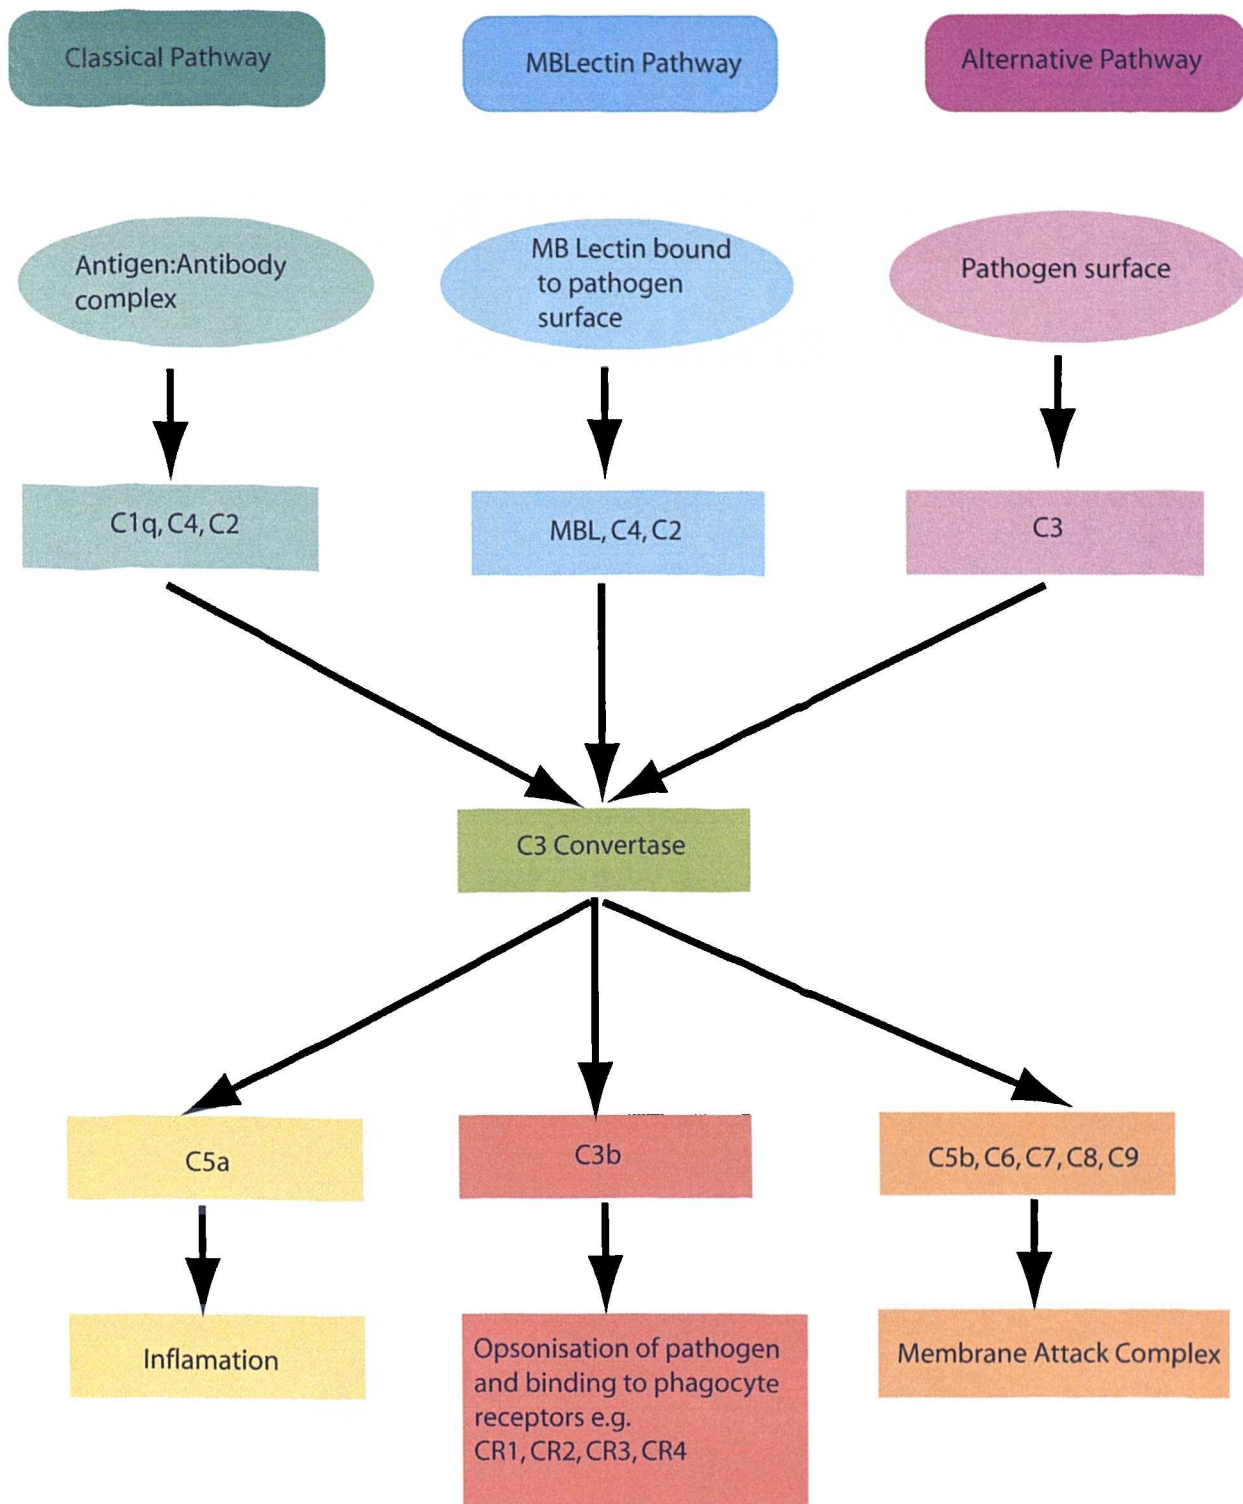 Classical Pathway
MBLectin Pathway
Alternative Pathway
Antigen:Antibody
complex
MB Lectin bound
to pathogen
surface
Pathogen surface
C1q, C4, C2
MBL, C4, C2
C3
C3 Convertase
C5a
C3b
C5b, C6, C7, C8, C9
Inflamation
Opsonisation of pathogen
and binding to phagocyte
receptors e.g.
CR1, CR2, CR3, CR4
Membrane Attack Complex